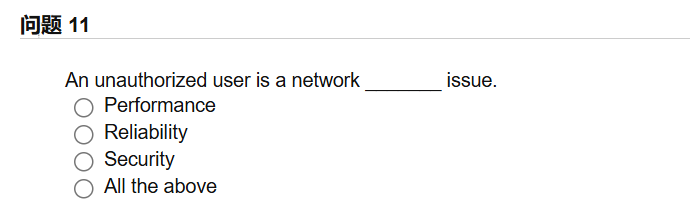 问题 11
An unauthorized user is a network _______ issue.
Performance
Reliability
Security
All the above